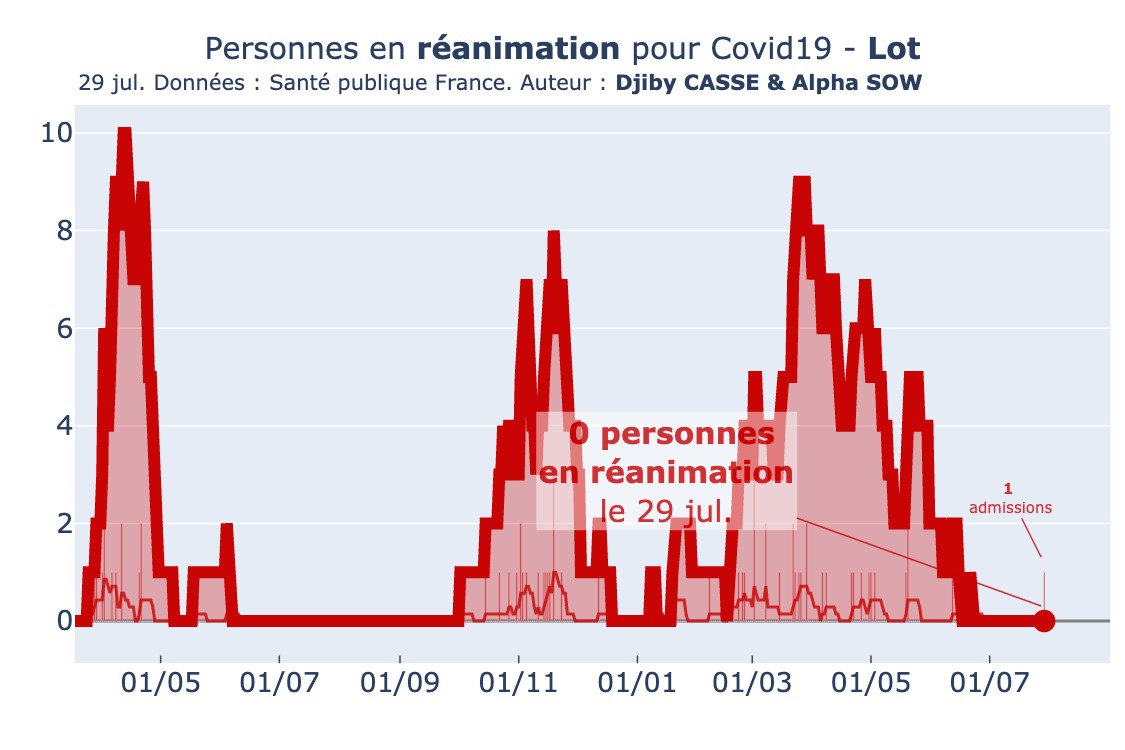 Personnes en réanimation pour Covid19 - Lot
29 jul. Données : Santé publique France. Auteur : Djiby CASSE & Alpha SOW
10
8
6
4
2
0
0 personnes
en réanimation
le 29 jul.
1
admissions
01/05 01/07 01/09 01/11 01/01 01/03 01/05 01/07